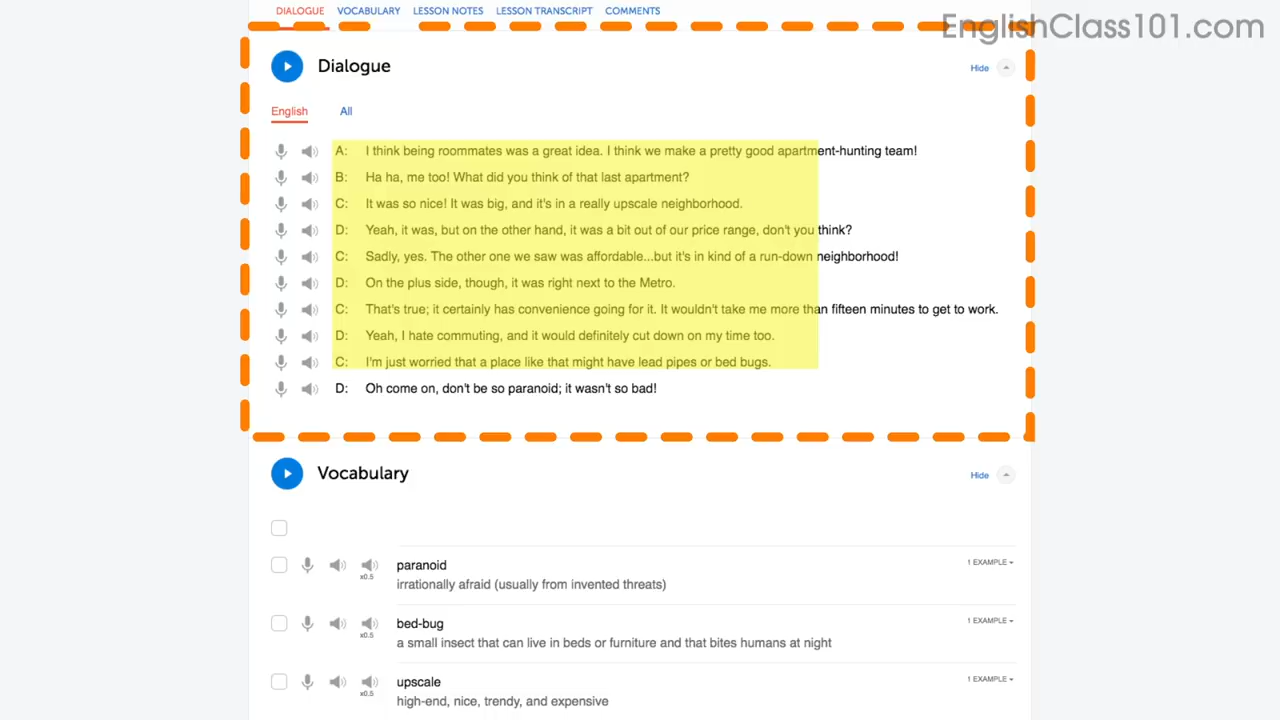 DIALOGUE VOCABULARY LESSON NOTES LESSON TRANSCRIPT COMMENTS
EnglishClass101.com
Dialogue
Hide
English All
A: I think being roommates was a great idea. I think we make a pretty good apartment-hunting team!
B: Ha ha, me too! What did you think of that last apartment?
C: It was so nice! It was big, and it's in a really upscale neighborhood.
D: Yeah, it was, but on the other hand, it was a bit out of our price range, don't you think?
C: Sadly, yes. The other one we saw was affordable...but it's in kind of a run-down neighborhood!
D: On the plus side, though, it was right next to the Metro.
C: That's true; it certainly has convenience going for it. It wouldn't take me more than fifteen minutes to get to work.
D: Yeah, I hate commuting, and it would definitely cut down on my time too.
C: I'm just worried that a place like that might have lead pipes or bed bugs.
D: Oh come on, don't be so paranoid; it wasn't so bad!
Vocabulary
Hide
x0.5
paranoid
1 EXAMPLE
irrationally afraid (usually from invented threats)
x0.5
bed-bug
1 EXAMPLE
a small insect that can live in beds or furniture and that bites humans at night
x0.5
upscale
1 EXAMPLE
high-end, nice, trendy, and expensive